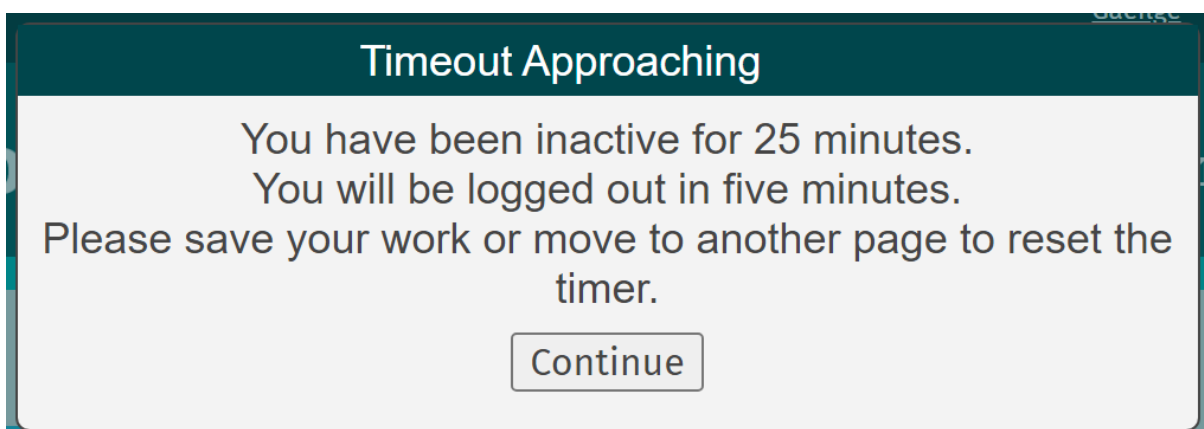 Gaeilge
Timeout Approaching
You have been inactive for 25 minutes.
You will be logged out in five minutes.
Please save your work or move to another page to reset the
timer.
Continue